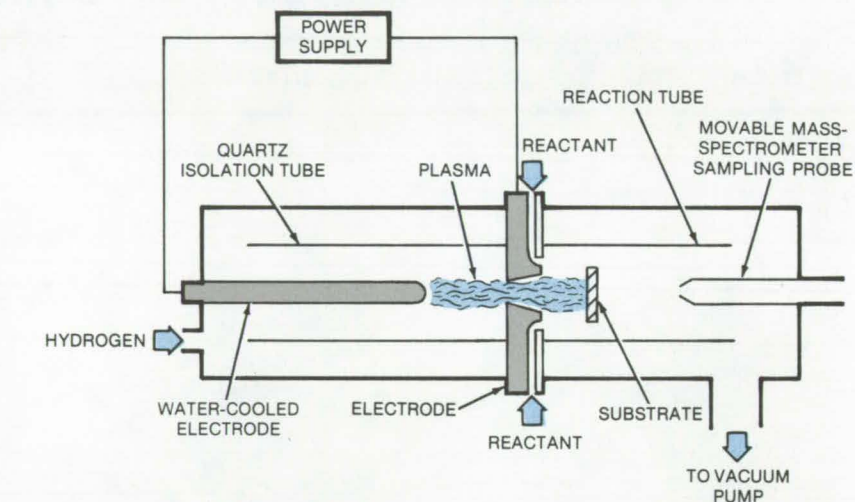 POWER
SUPPLY
REACTION TUBE
MOVABLE MASS-
SPECTROMETER
SAMPLING PROBE
QUARTZ
ISOLATION TUBE
PLASMA
REACTANT
HYDROGEN
WATER-COOLED
ELECTRODE
ELECTRODE
REACTANT
SUBSTRATE
TO VACUUM
PUMP